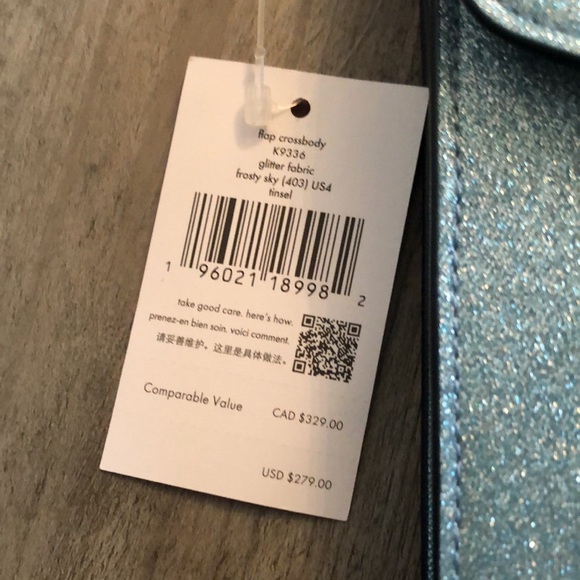 flap crossbody
K9336
glitter fabric
frosty sky (403) US4
tinsel
1 96021 18998 2
take good care. here's how.
prenez-en bien soin. voici comment.
请妥善维护。这里是具体做法。
Comparable Value CAD $329.00
USD $279.00